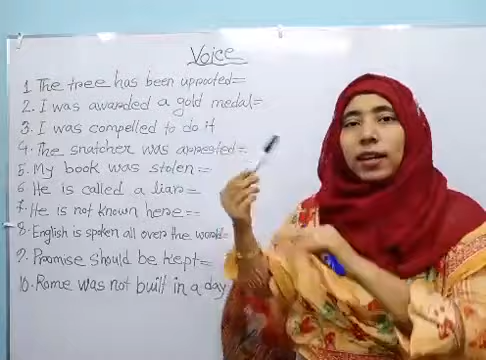 Voice
1. The tree has been uprooted=
2. I was awarded a gold medal=
3. I was compelled to do it
4. The snatcher was arrested=
5. My book was stolen=
6. He is called a liar=
7. He is not known here=
8. English is spoken all over the world=
9. Promise should be kept=
10. Rome was not built in a day